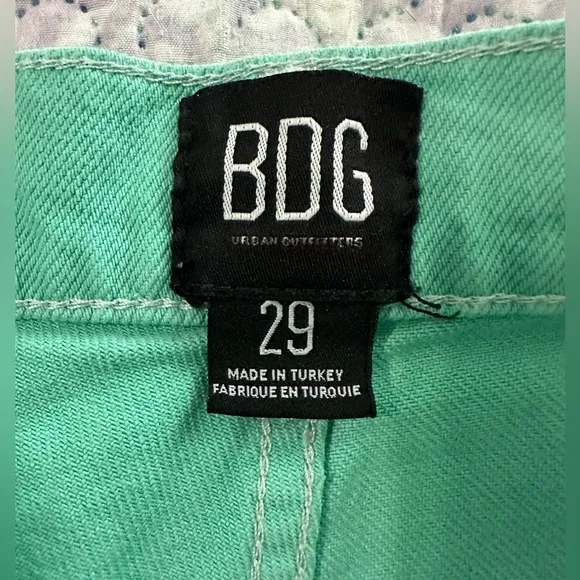 BDG
URBAN OUTFITTERS
29
MADE IN TURKEY
FABRIQUE EN TURQUIE